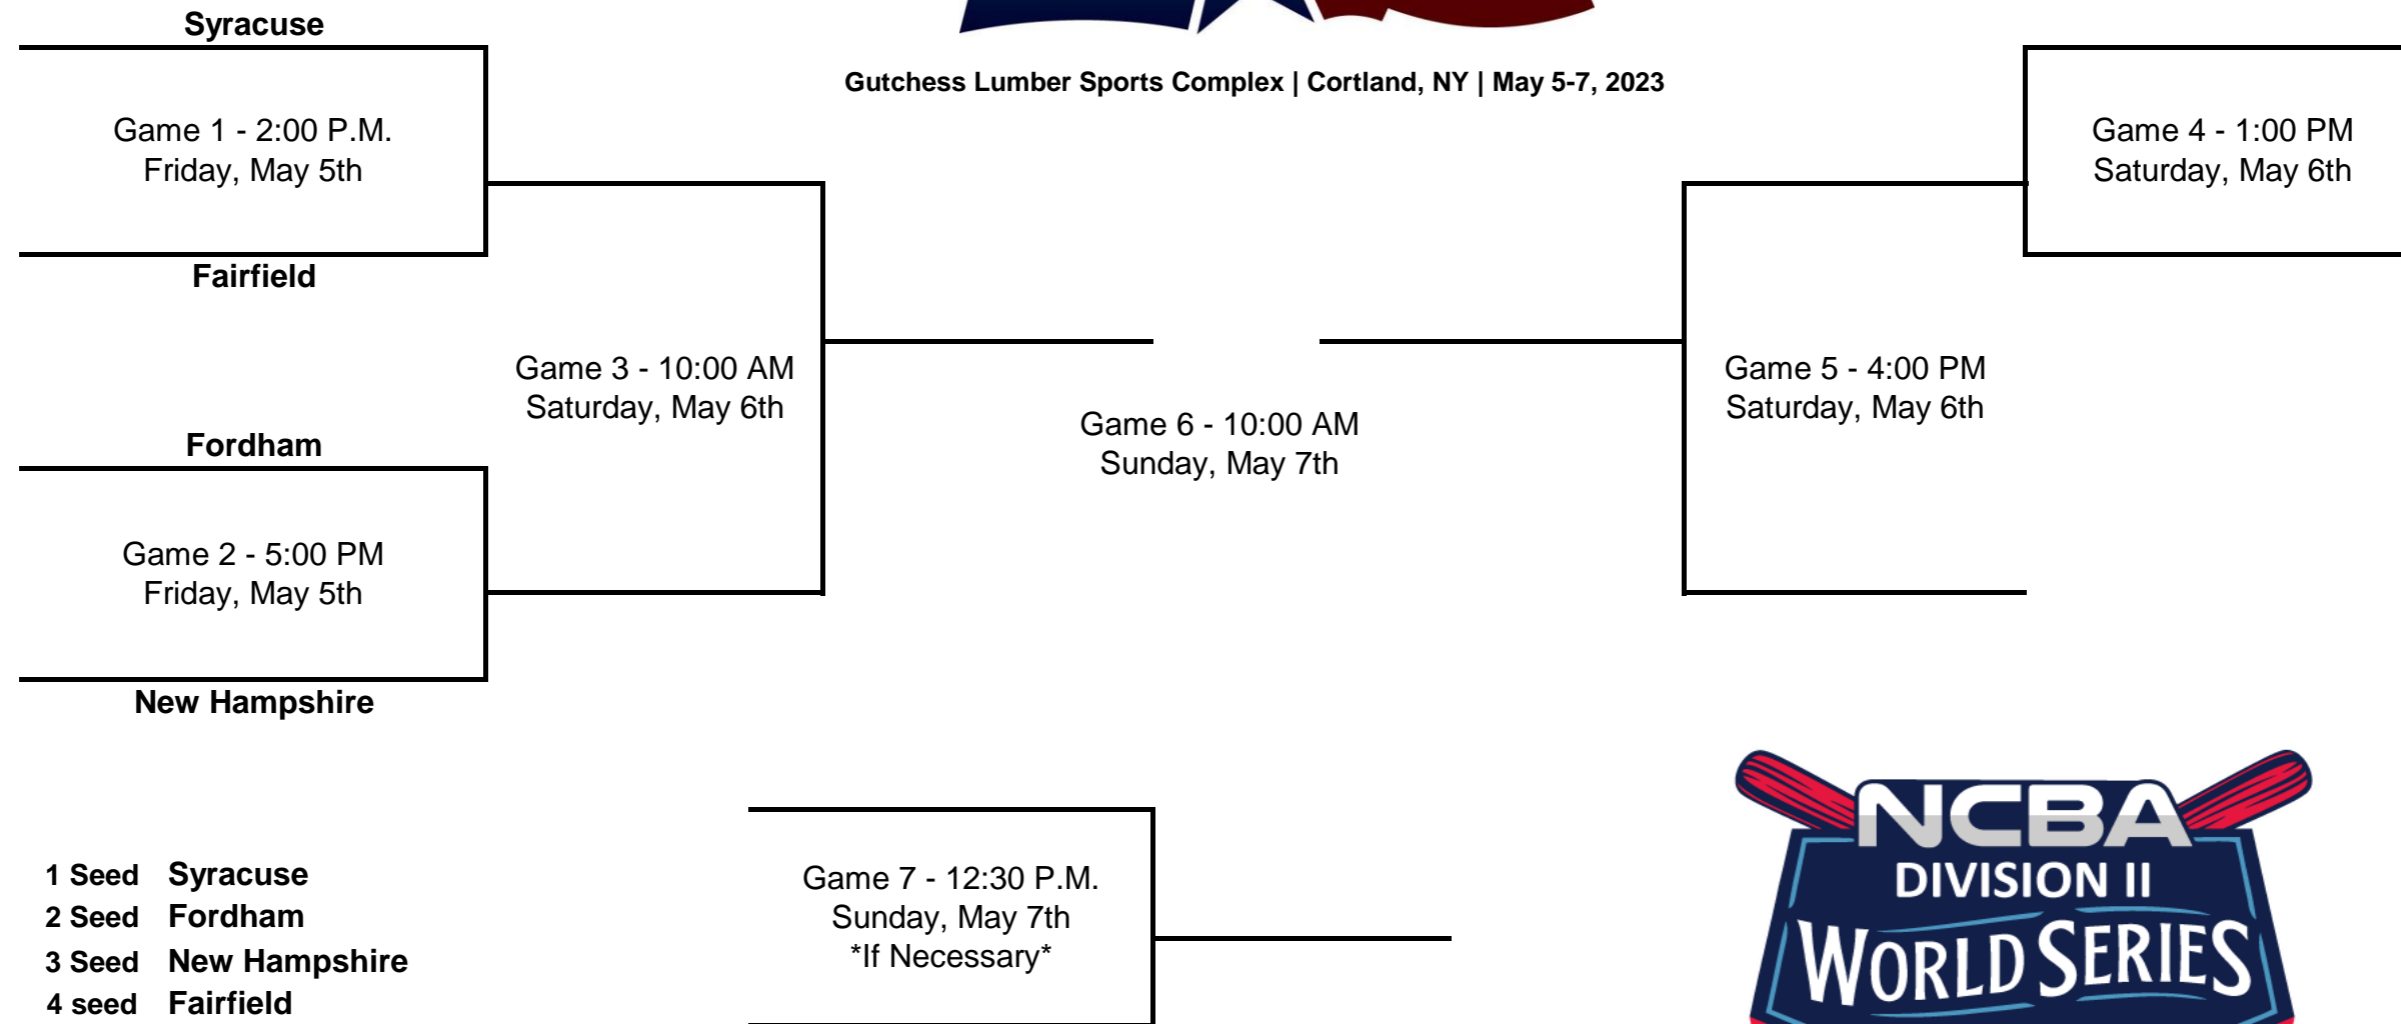 Syracuse
Gutchess Lumber Sports Complex | Cortland, NY | May 5-7, 2023
Game 1 - 2:00 P.M.
Friday, May 5th
Game 4 - 1:00 PM
Saturday, May 6th
Fairfield
Game 3 - 10:00 AM
Saturday, May 6th
Game 5 - 4:00 PM
Saturday, May 6th
Game 6 - 10:00 AM
Sunday, May 7th
Fordham
Game 2 - 5:00 PM
Friday, May 5th
New Hampshire
1 Seed Syracuse
2 Seed Fordham
3 Seed New Hampshire
4 seed Fairfield
Game 7 - 12:30 P.M.
Sunday, May 7th
*If Necessary*
NCBA
DIVISION II
WORLD SERIES